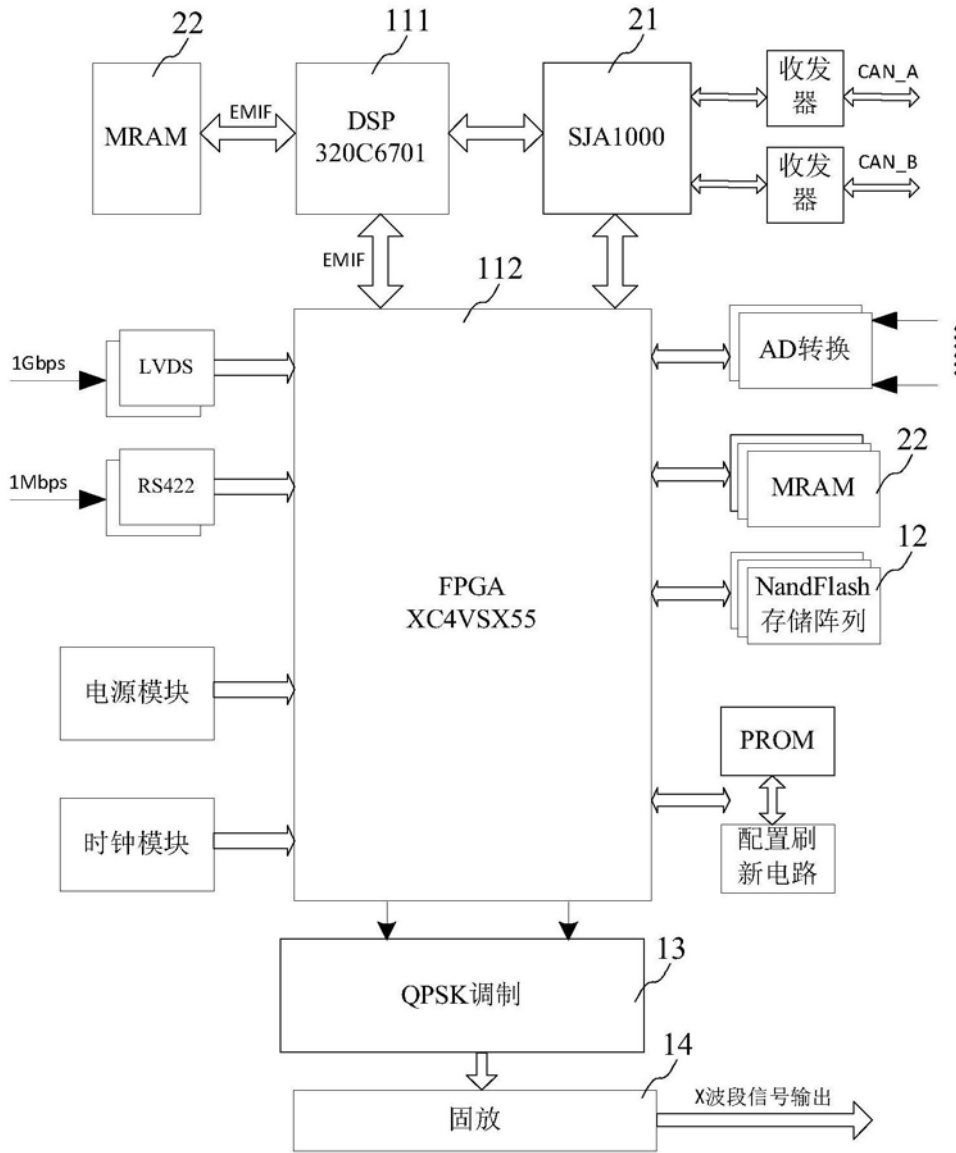 22
111
21
MRAM
EMIF
DSP
320C6701
SJA1000
收发
器
CAN_A
收发
器
CAN_B
EMIF
112
1Gbps
LVDS
AD转换
1Mbps
RS422
22
MRAM
12
NandFlash
存储阵列
FPGA
XC4VSX55
电源模块
PROM
时钟模块
配置刷
新电路
13
QPSK调制
14
固放
X波段信号输出